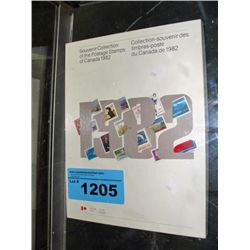 Souvenir Collection
of the Postage Stamps
of Canada 1982
Collection-souvenir des
timbres-poste
du Canada de 1982
1982
Lot #
1205